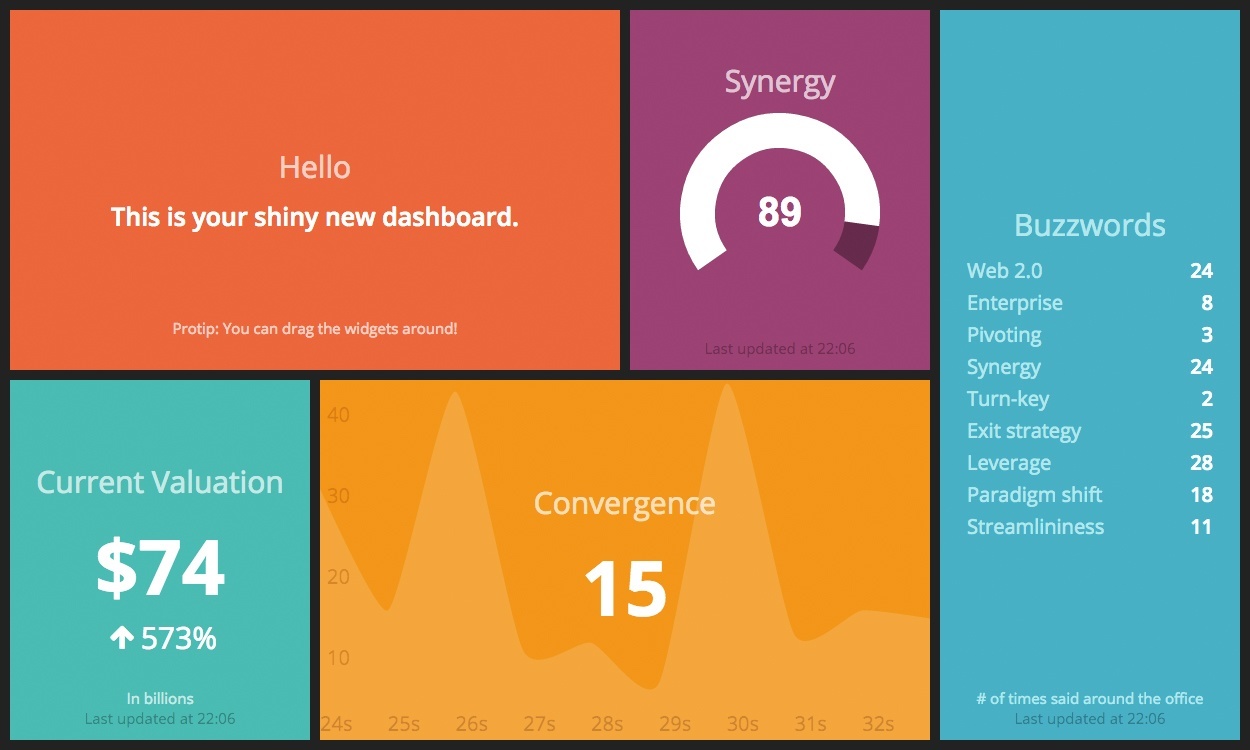 Hello
This is your shiny new dashboard.
Protip: You can drag the widgets around!
Synergy
89
Last updated at 22:06
Buzzwords
Web 2.0 24
Enterprise 8
Pivoting 3
Synergy 24
Turn-key 2
Exit strategy 25
Leverage 28
Paradigm shift 18
Streamlininess 11
# of times said around the office
Last updated at 22:06
Current Valuation
$74
↑ 573%
In billions
Last updated at 22:06
Convergence
15
40
30
20
10
24s 25s 26s 27s 28s 29s 30s 31s 32s